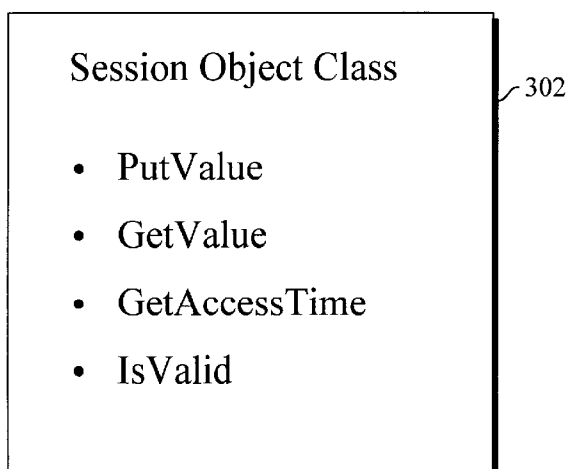 Session Object Class
302
• PutValue
• GetValue
• GetAccessTime
• IsValid